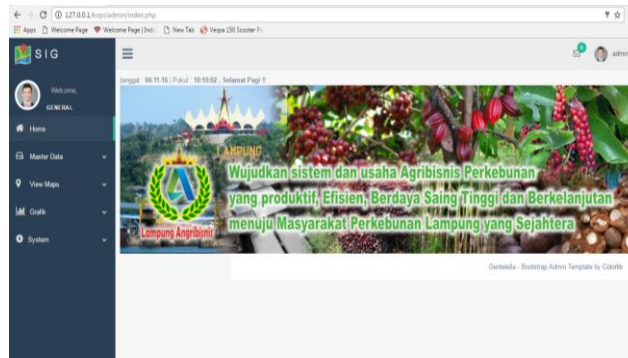 127.0.0.1/kopi/admin/index.php
Apps Welcome Page Welcome Page | Indi New Tab Vespa 150 Scooter P
SIG
admin
Welcome,
GENERAL
Home
Master Data
View Maps
Grafik
System
tanggal : 04.11.16 | Pukul : 10:10:02 , Selamat Pagi !!
LAMPUNG
Lampung Angribisnit
Wujudkan sistem dan usaha Agribisnis Perkebunan
yang produktif, Efisien, Berdaya Saing Tinggi dan Berkelanjutan
menuju Masyarakat Perkebunan Lampung yang Sejahtera
Gentelella - Bootstrap Admin Template by Colorlib